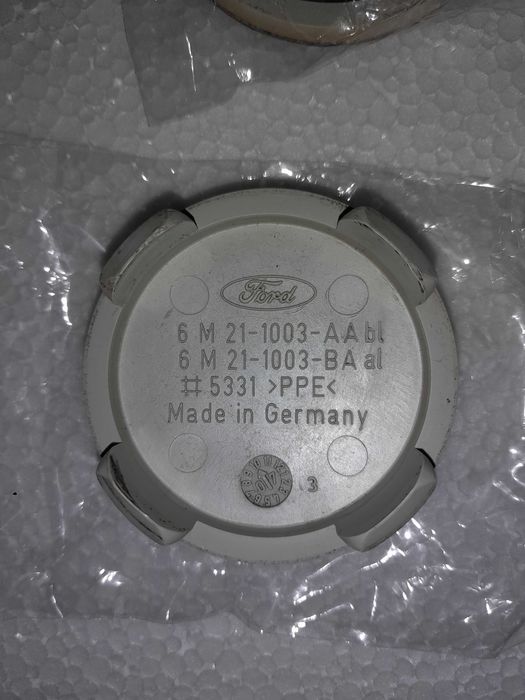 Ford
6 M 21-1003-AA bl
6 M 21-1003-BA al
# 5331 >PPE<
Made in Germany
3